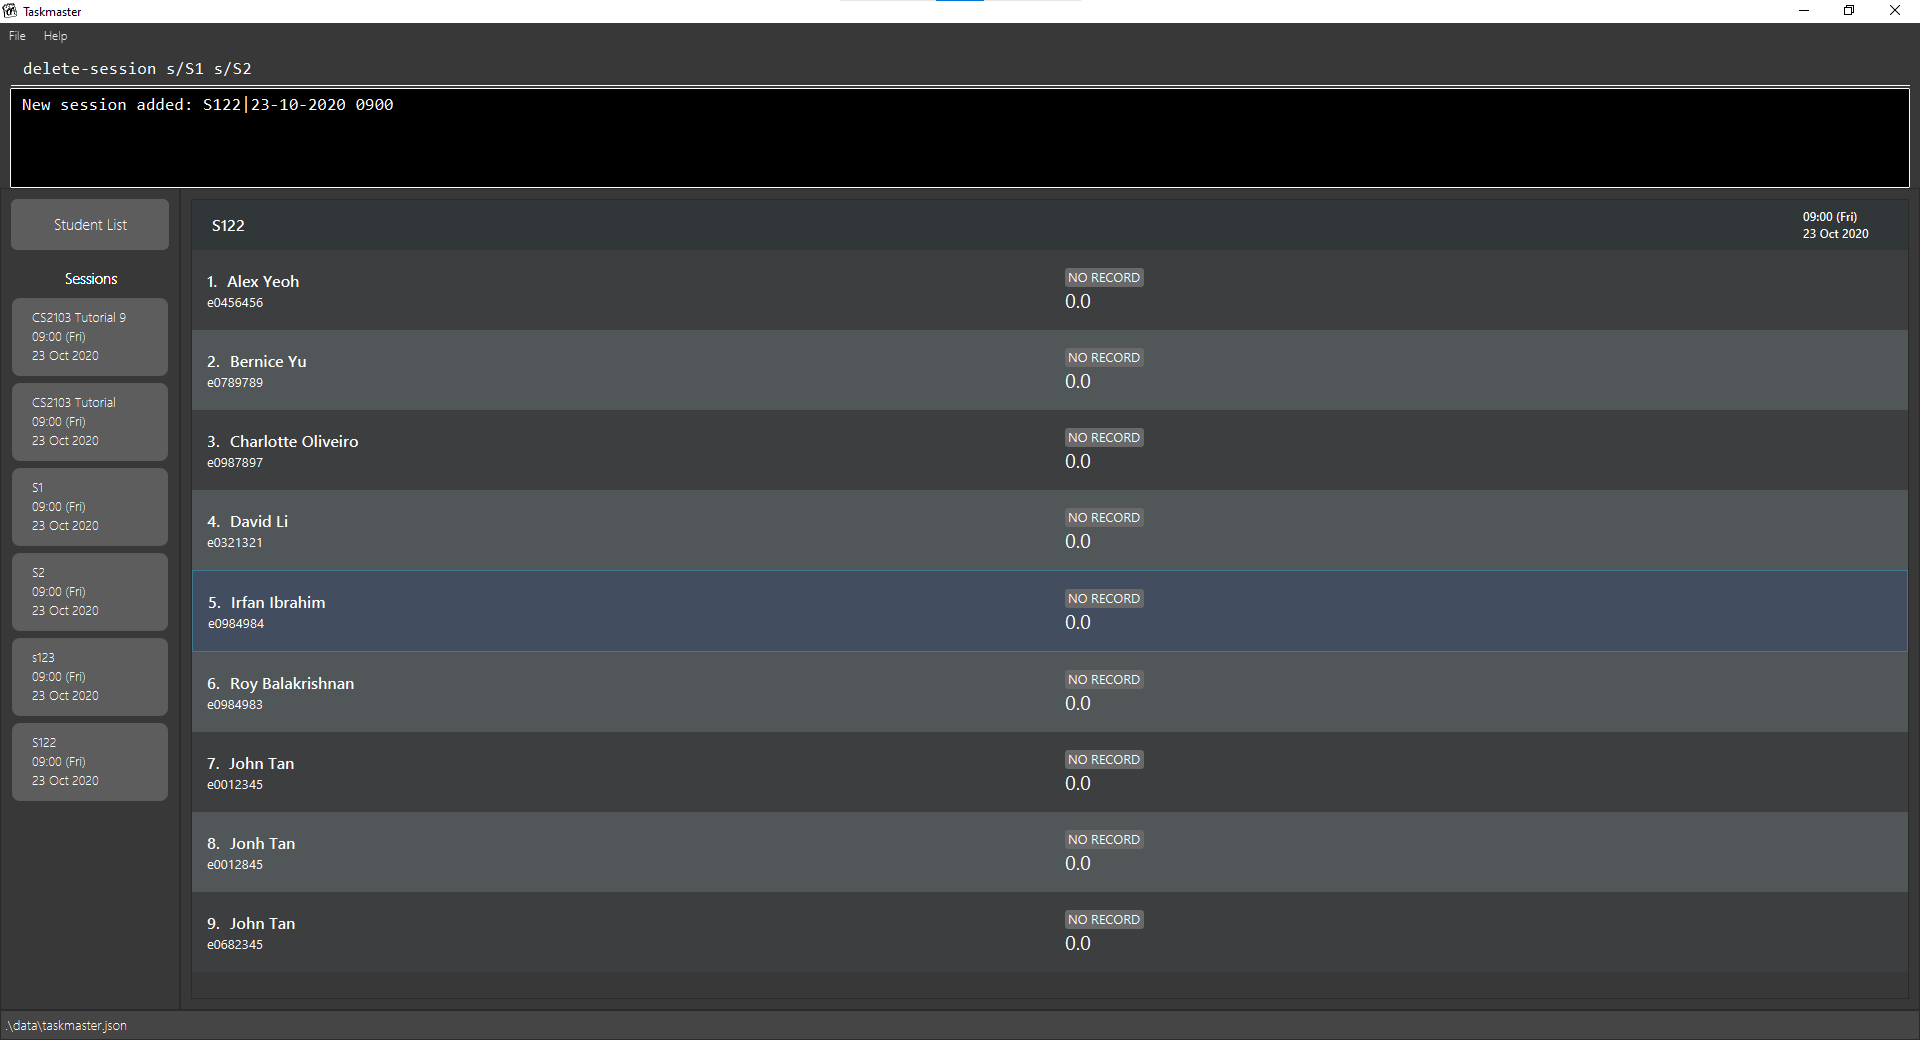 Taskmaster
File Help
delete-session s/S1 s/S2
New session added: S122|23-10-2020 0900
Student List
Sessions
CS2103 Tutorial 9
09:00 (Fri)
23 Oct 2020
CS2103 Tutorial
09:00 (Fri)
23 Oct 2020
S1
09:00 (Fri)
23 Oct 2020
S2
09:00 (Fri)
23 Oct 2020
s123
09:00 (Fri)
23 Oct 2020
S122
09:00 (Fri)
23 Oct 2020
S122
09:00 (Fri)
23 Oct 2020
1. Alex Yeoh
e0456456
NO RECORD
0.0
2. Bernice Yu
e0789789
NO RECORD
0.0
3. Charlotte Oliveiro
e0987897
NO RECORD
0.0
4. David Li
e0321321
NO RECORD
0.0
5. Irfan Ibrahim
e0984984
NO RECORD
0.0
6. Roy Balakrishnan
e0984983
NO RECORD
0.0
7. John Tan
e0012345
NO RECORD
0.0
8. Jonh Tan
e0012845
NO RECORD
0.0
9. John Tan
e0682345
NO RECORD
0.0
.\data\taskmaster.json